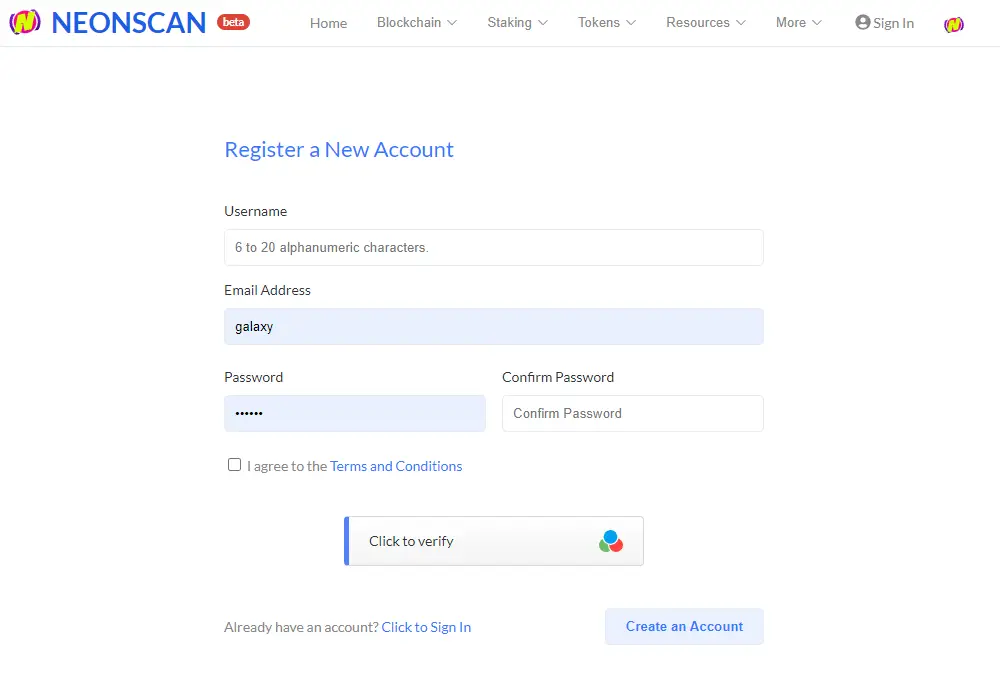 NEONSCAN beta Home Blockchain Staking Tokens Resources More Sign In
Register a New Account
Username
6 to 20 alphanumeric characters.
Email Address
galaxy
Password Confirm Password
•••••• Confirm Password
I agree to the Terms and Conditions
Click to verify
Already have an account? Click to Sign In Create an Account